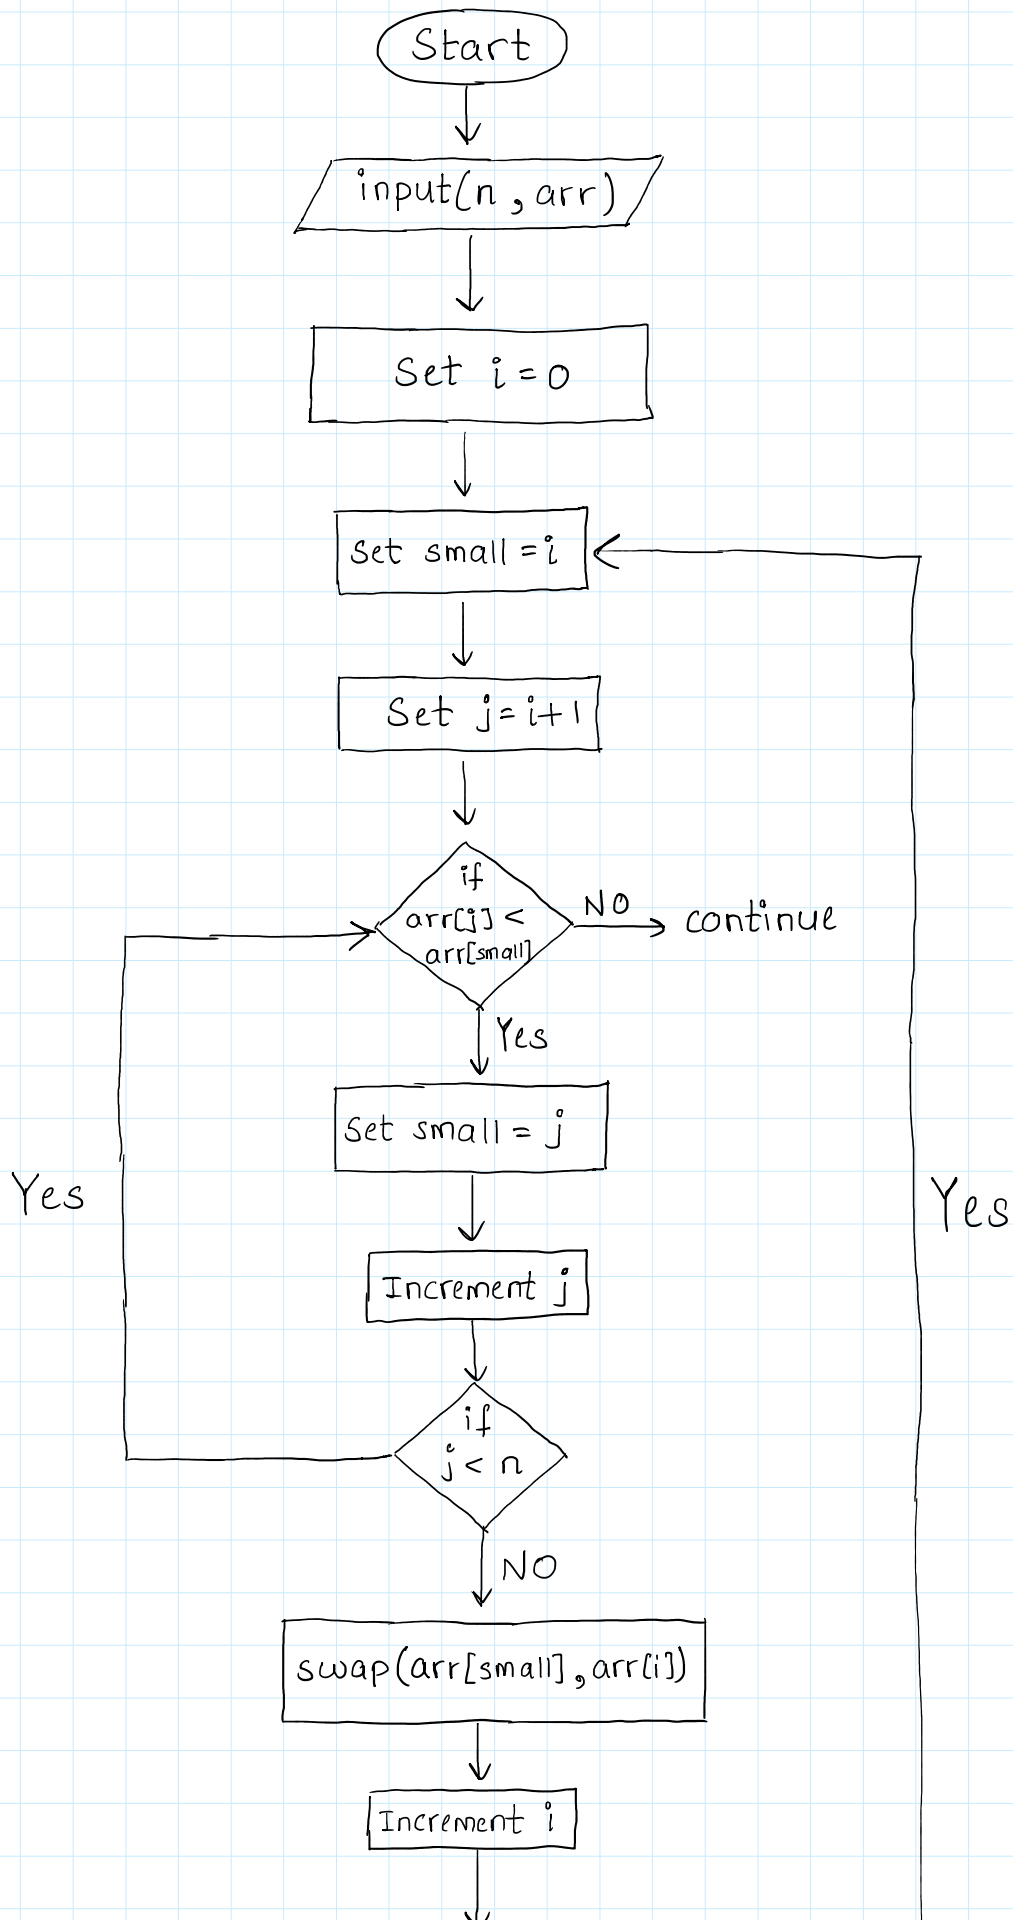 Start
input(n, arr)
Set i = 0
Set small = i
Set j = i+1
if
arr[j] <
arr[small]
NO
continue
Yes
Set small = j
Yes
Yes
Increment j
if
j < n
NO
swap(arr[small], arr[i])
Increment i